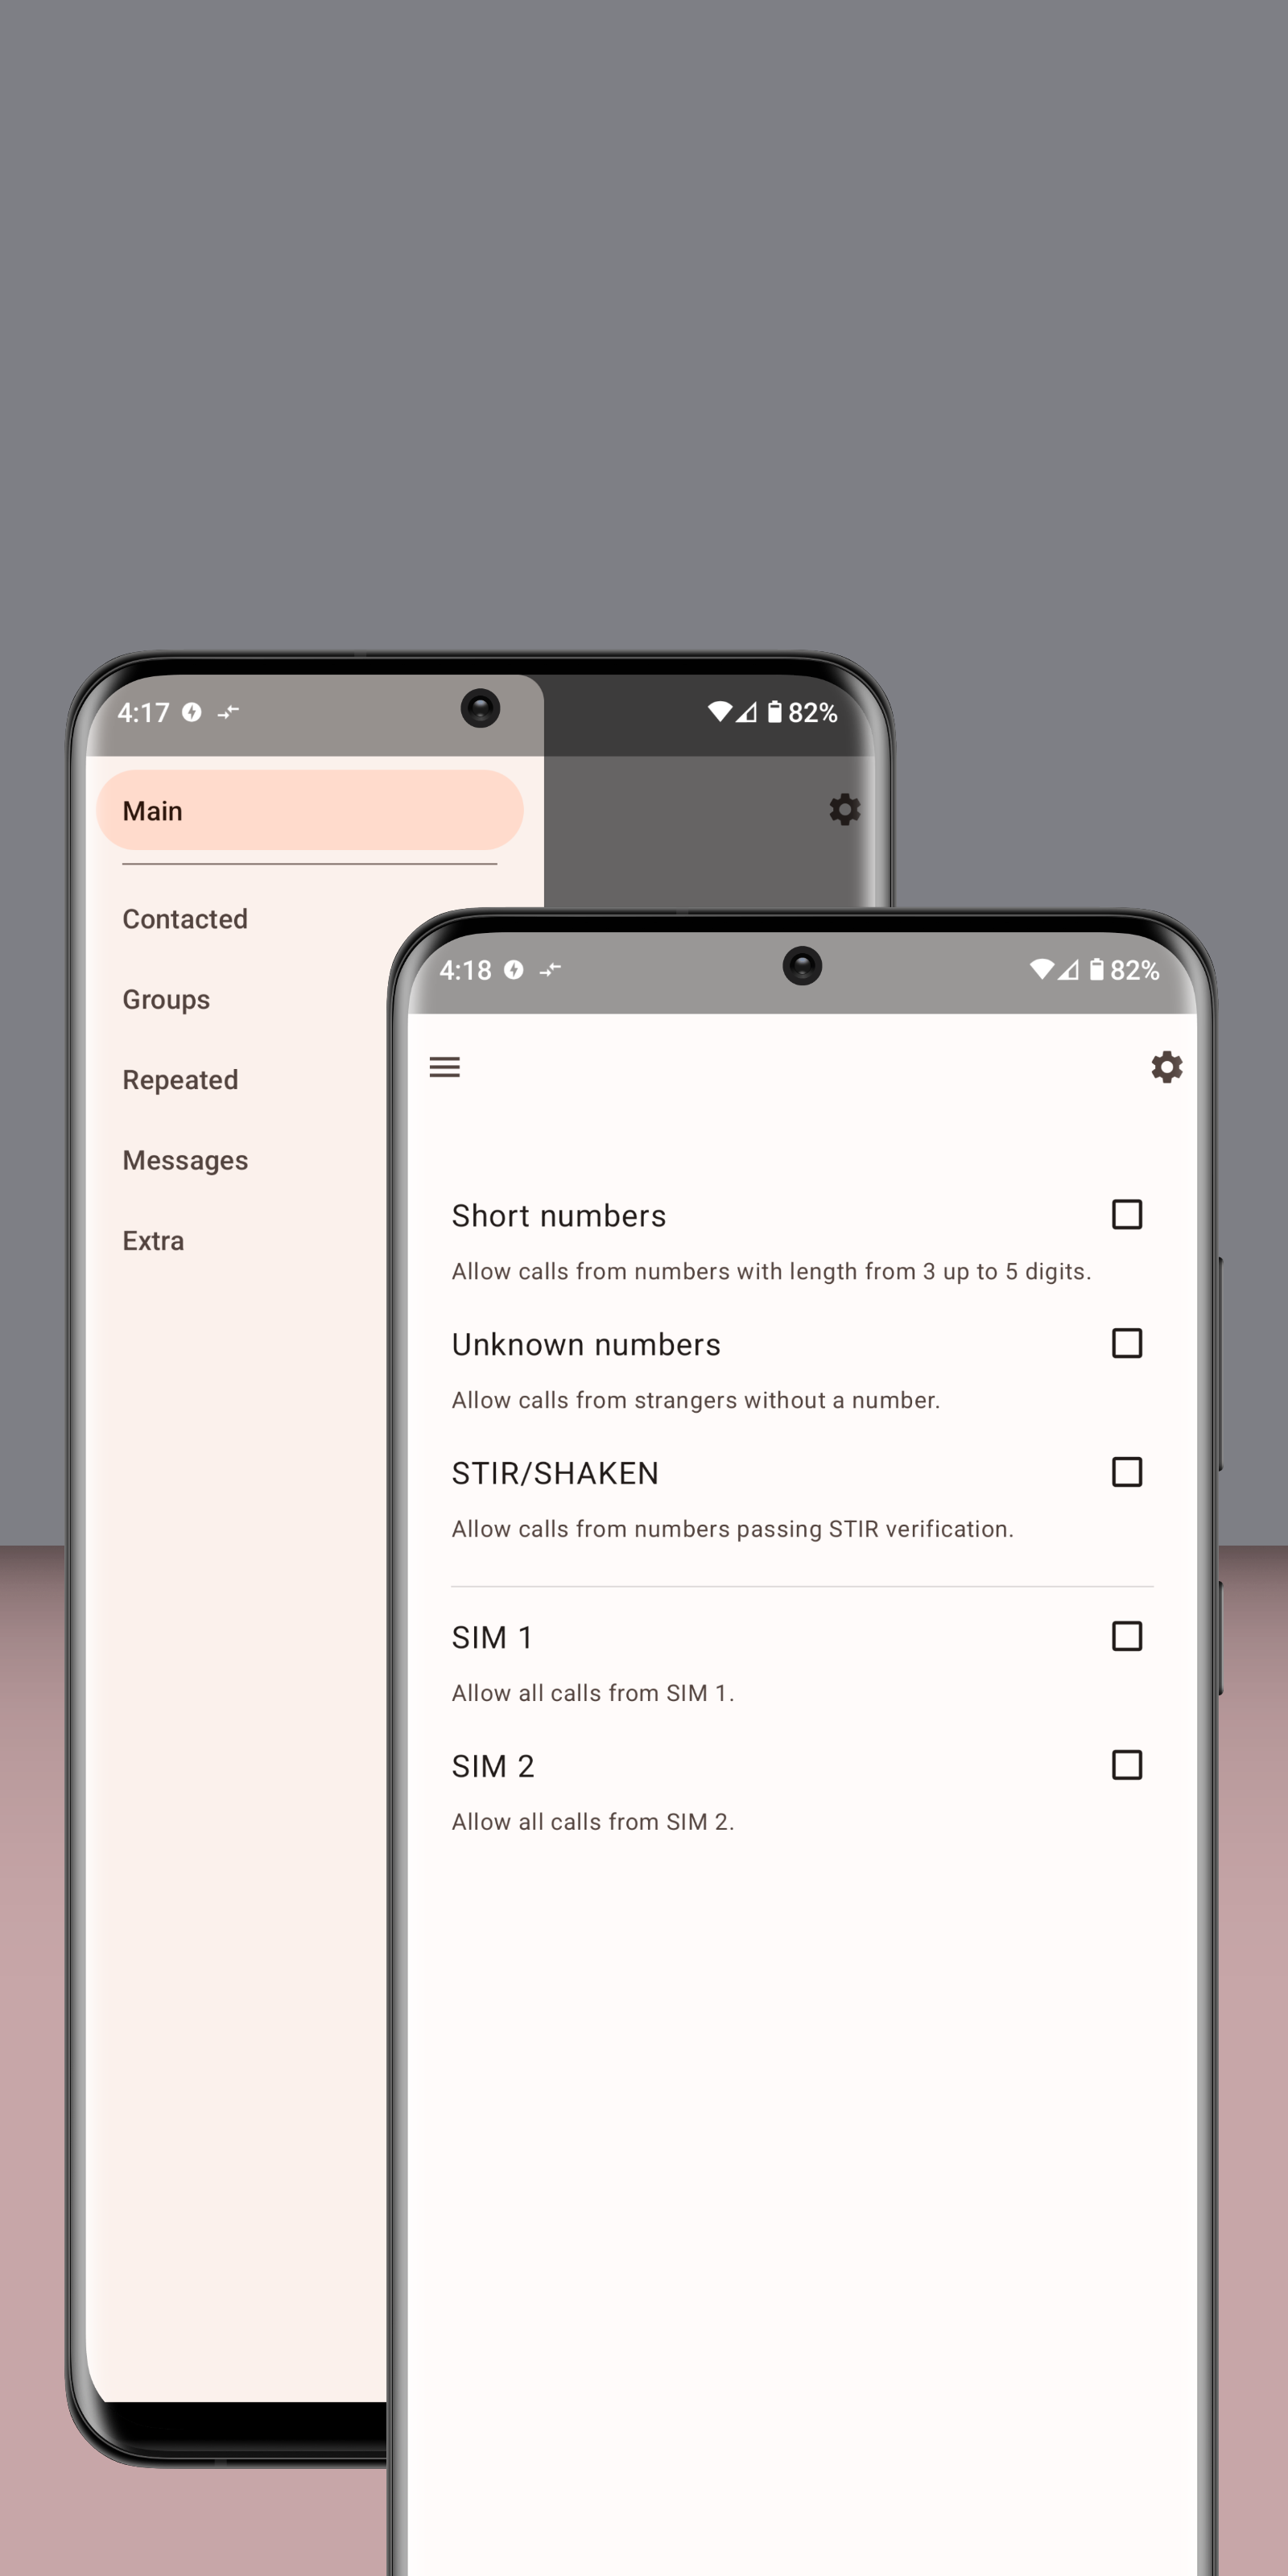 4:17
82%
Main
Contacted
Groups
Repeated
Messages
Extra
4:18
82%
Short numbers
Allow calls from numbers with length from 3 up to 5 digits.
Unknown numbers
Allow calls from strangers without a number.
STIR/SHAKEN
Allow calls from numbers passing STIR verification.
SIM 1
Allow all calls from SIM 1.
SIM 2
Allow all calls from SIM 2.